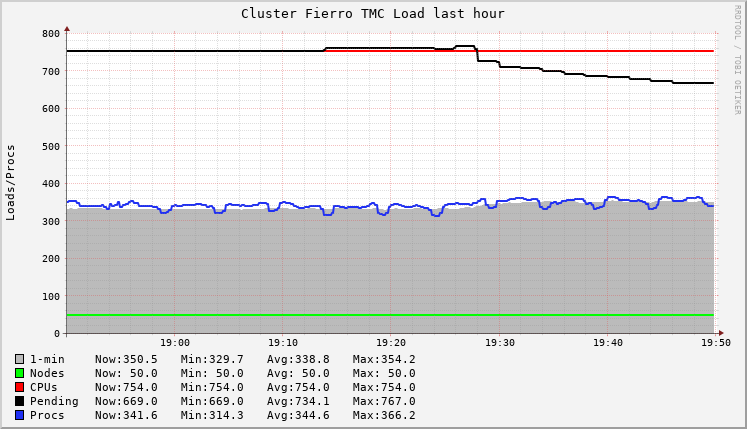 Cluster Fierro TMC Load last hour
RRDTOOL / TOBI OETIKER
Loads/Procs
800
700
600
500
400
300
200
100
0
19:00 19:10 19:20 19:30 19:40 19:50
1-min Now:350.5 Min:329.7 Avg:338.8 Max:354.2
Nodes Now: 50.0 Min: 50.0 Avg: 50.0 Max: 50.0
CPUs Now:754.0 Min:754.0 Avg:754.0 Max:754.0
Pending Now:669.0 Min:669.0 Avg:734.1 Max:767.0
Procs Now:341.6 Min:314.3 Avg:344.6 Max:366.2